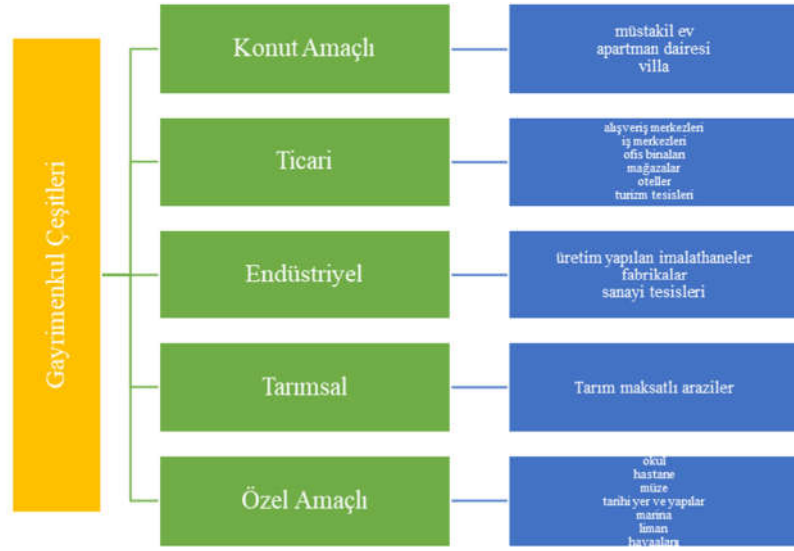 Gayrimenkul Çeşitleri
Konut Amaçlı
müstakil ev
apartman dairesi
villa
Ticari
alışveriş merkezleri
iş merkezleri
ofis binaları
mağazalar
oteller
turizm tesisleri
Endüstriyel
üretim yapılan imalathaneler
fabrikalar
sanayi tesisleri
Tarımsal
Tarım maksatlı araziler
Özel Amaçlı
okul
hastane
müze
tarihi yer ve yapılar
marina
liman
havaalanı